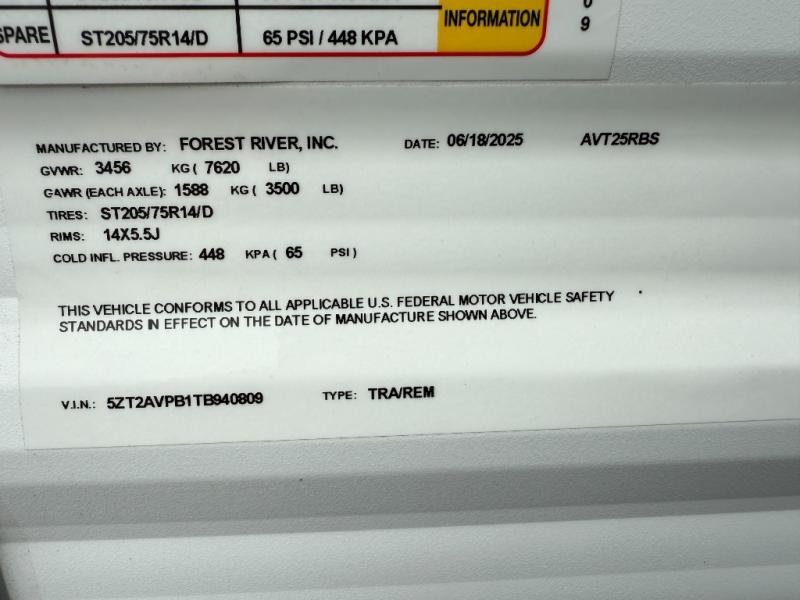 INFORMATION
SPARE ST205/75R14/D 65 PSI / 448 KPA
09
MANUFACTURED BY: FOREST RIVER, INC. DATE: 06/18/2025 AVT25RBS
GVWR: 3456 KG ( 7620 LB)
GAWR (EACH AXLE): 1588 KG ( 3500 LB)
TIRES: ST205/75R14/D
RIMS: 14X5.5J
COLD INFL. PRESSURE: 448 KPA ( 65 PSI )
THIS VEHICLE CONFORMS TO ALL APPLICABLE U.S. FEDERAL MOTOR VEHICLE SAFETY
STANDARDS IN EFFECT ON THE DATE OF MANUFACTURE SHOWN ABOVE.
V.I.N.: 5ZT2AVPB1TB940809 TYPE: TRA/REM